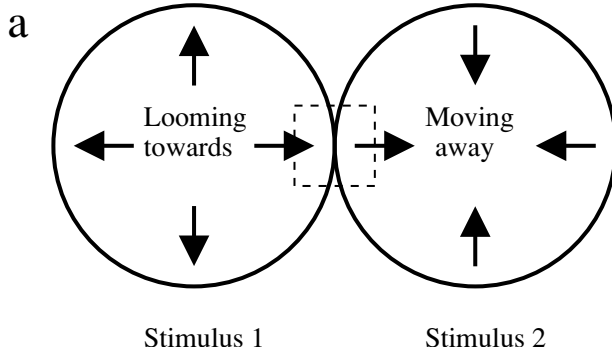 a
Looming
towards
Moving
away
Stimulus 1
Stimulus 2